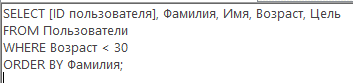 SELECT [ID пользователя], Фамилия, Имя, Возраст, Цель
FROM Пользователи
WHERE Возраст < 30
ORDER BY Фамилия;